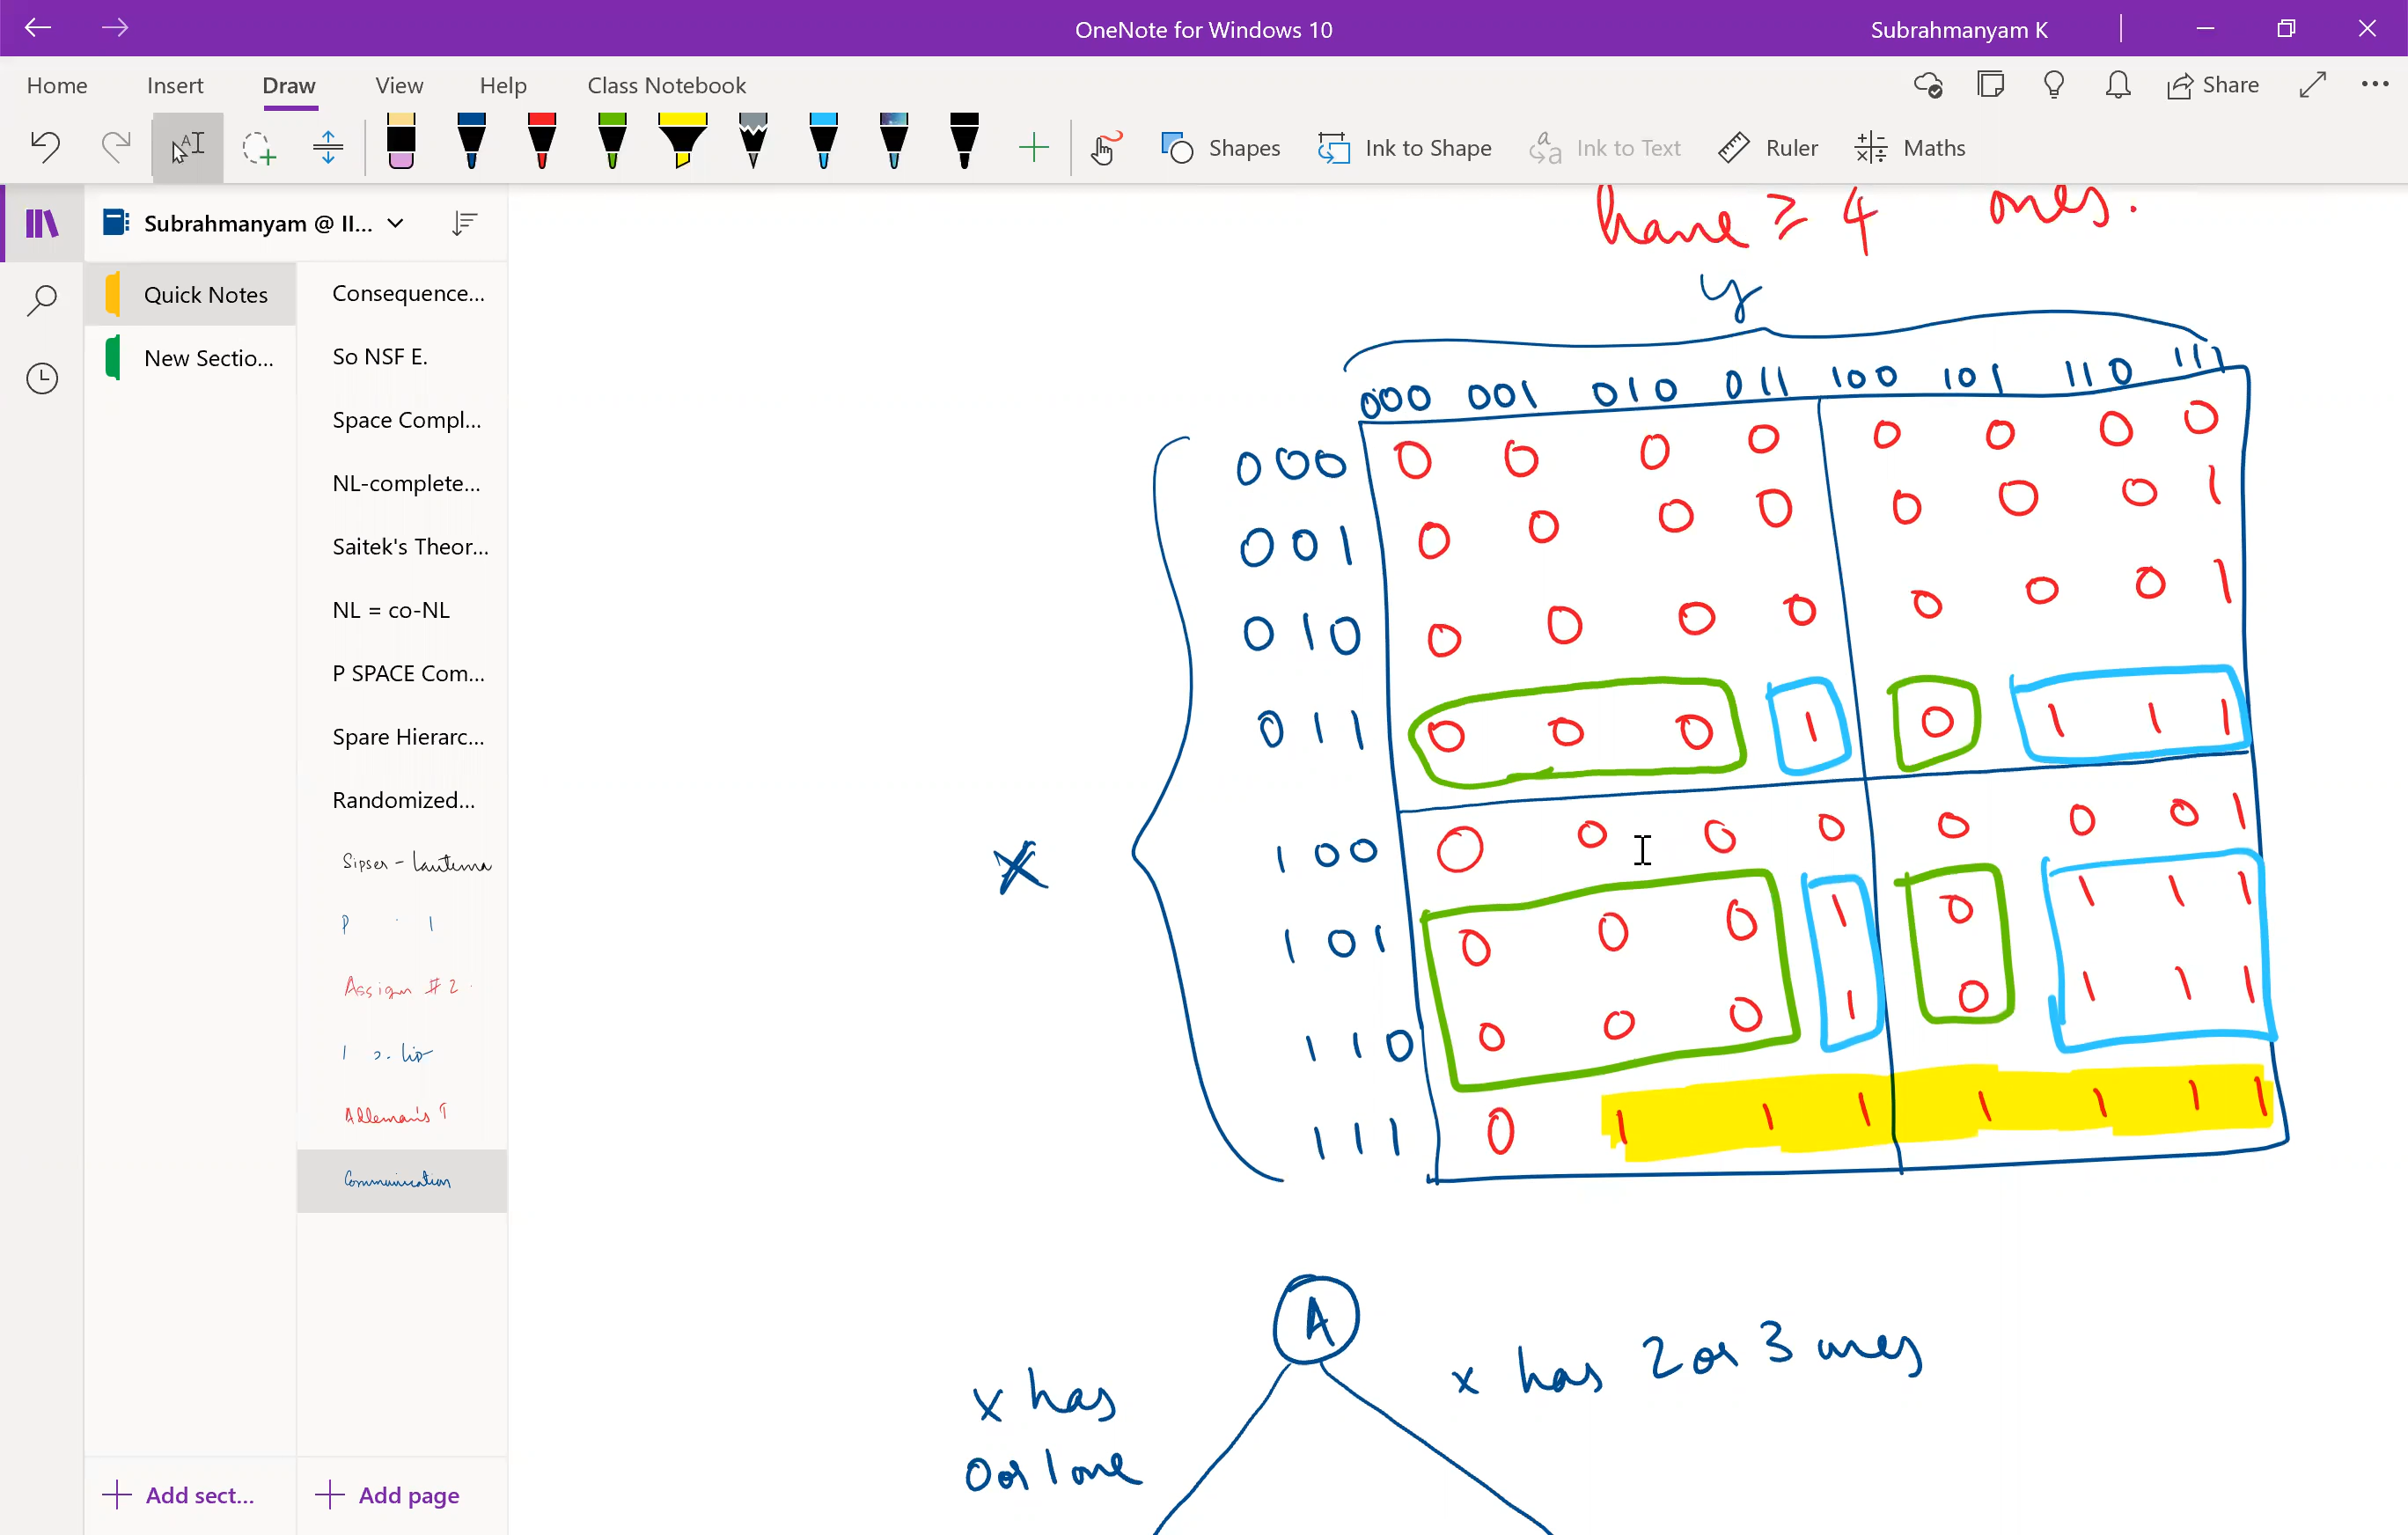 OneNote for Windows 10
Subrahmanyam K
Home Insert Draw View Help Class Notebook
Share
Shapes Ink to Shape Ink to Text Ruler Maths
Subrahmanyam @ II...
Quick Notes
New Sectio...
Consequence...
So NSF E.
Space Compl...
NL-complete...
Saitek's Theor...
NL = co-NL
P SPACE Com...
Spare Hierarc...
Randomized...
Sipser - Lautema
P 1
Assign # 2
Adleman's T
Communication
Add sect...
Add page
have ≥ 4 ones.
y
000 001 010 011 100 101 110 111
000 0 0 0 0 0 0 0 0
001 0 0 0 0 0 0 0 1
010 0 0 0 0 0 0 0 1
011 0 0 0 1 0 1 1 1
x
100 0 0 0 0 0 0 0 1
101 0 0 0 1 0 1 1 1
110 0 0 0 1 0 1 1 1
111 0 1 1 1 1 1 1 1
A
x has
0 or 1 one
x has 2 or 3 ones